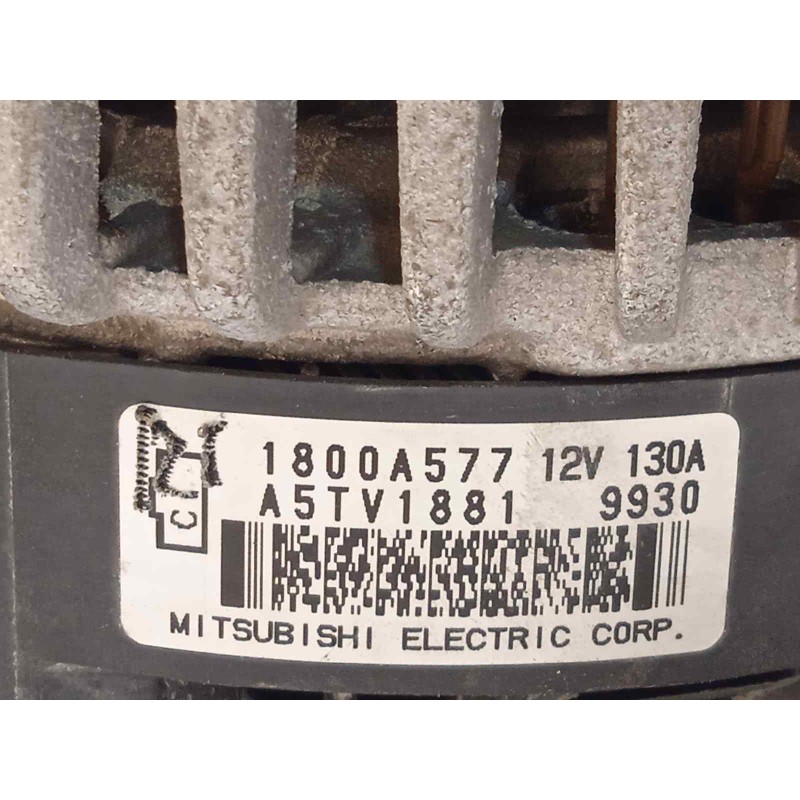 1800A577 12V 130A
A5TV1881 9930
C
MITSUBISHI ELECTRIC CORP.